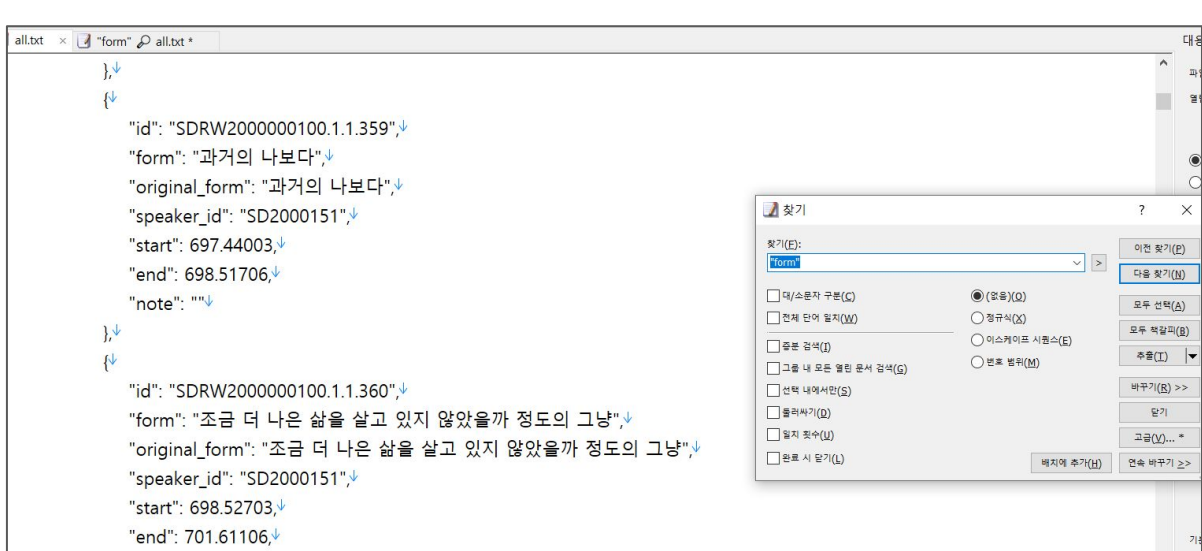 all.txt × "form" all.txt *
대용
},↓
{↓
"id": "SDRW2000000100.1.1.359",↓
"form": "과거의 나보다",↓
"original_form": "과거의 나보다",↓
"speaker_id": "SD2000151",↓
"start": 697.44003,↓
"end": 698.51706,↓
"note": ""↓
},↓
{↓
"id": "SDRW2000000100.1.1.360",↓
"form": "조금 더 나은 삶을 살고 있지 않았을까 정도의 그냥",↓
"original_form": "조금 더 나은 삶을 살고 있지 않았을까 정도의 그냥",↓
"speaker_id": "SD2000151",↓
"start": 698.52703,↓
"end": 701.61106,↓
찾기 ? ×
찾기(F):
"form" >
대/소문자 구분(C)
전체 단어 일치(W)
증분 검색(I)
그룹 내 모든 열린 문서 검색(G)
선택 내에서만(S)
둘러싸기(D)
일치 횟수(U)
완료 시 닫기(L)
(없음)(O)
정규식(X)
이스케이프 시퀀스(E)
번호 범위(M)
배치에 추가(H)
이전 찾기(P)
다음 찾기(N)
모두 선택(A)
모두 책갈피(B)
추출(T)
바꾸기(R) >>
닫기
고급(V)... *
연속 바꾸기 >>